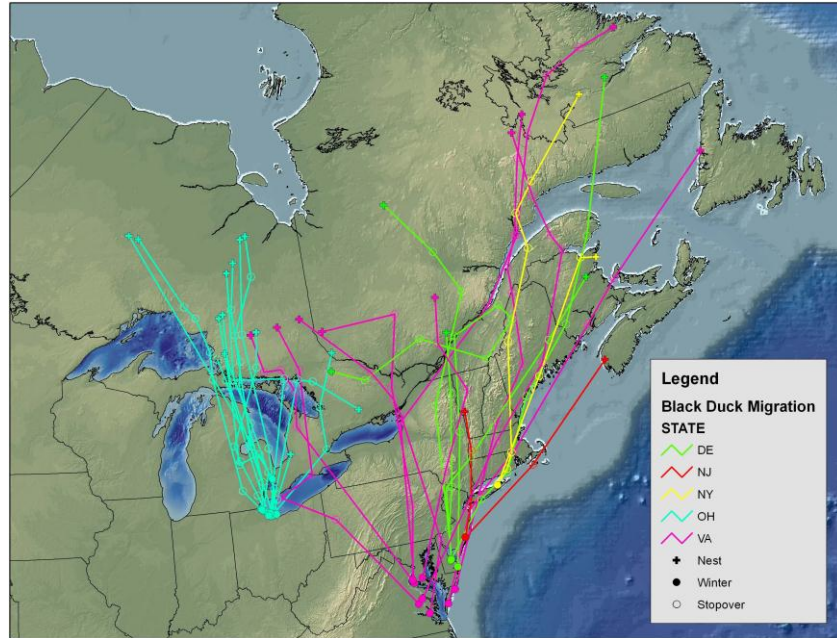 Legend
Black Duck Migration
STATE
DE
NJ
NY
OH
VA
Nest
Winter
Stopover